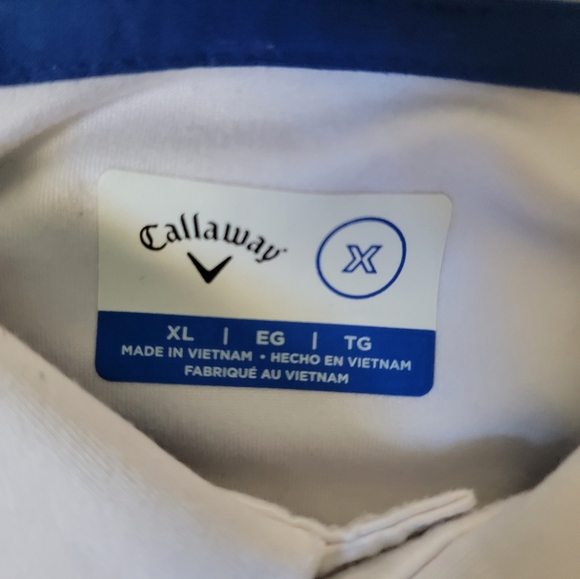 Callaway
X
XL | EG | TG
MADE IN VIETNAM • HECHO EN VIETNAM
FABRIQUÉ AU VIETNAM